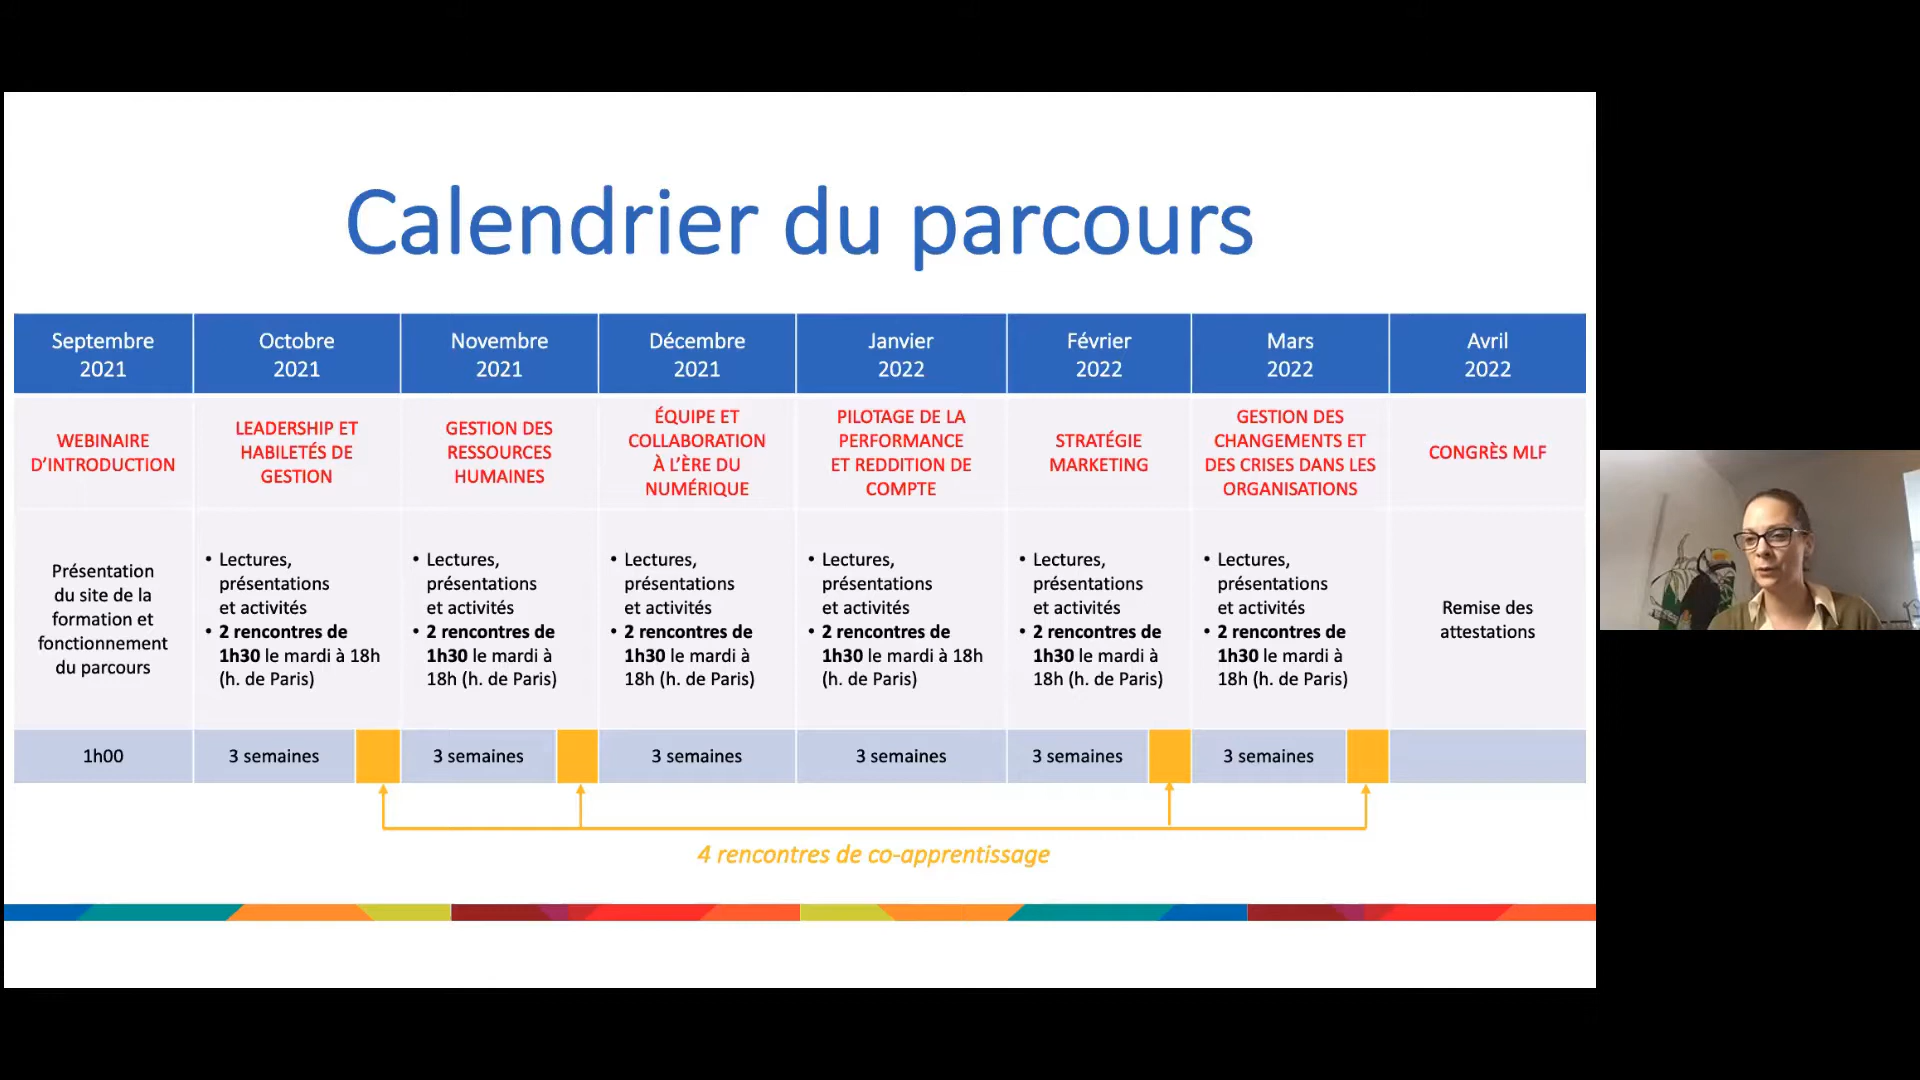 Calendrier du parcours
Septembre
2021
Octobre
2021
Novembre
2021
Décembre
2021
Janvier
2022
Février
2022
Mars
2022
Avril
2022
WEBINAIRE
D’INTRODUCTION
LEADERSHIP ET
HABILETÉS DE
GESTION
GESTION DES
RESSOURCES
HUMAINES
ÉQUIPE ET
COLLABORATION
À L’ÈRE DU
NUMÉRIQUE
PILOTAGE DE LA
PERFORMANCE
ET REDDITION DE
COMPTE
STRATÉGIE
MARKETING
GESTION DES
CHANGEMENTS ET
DES CRISES DANS LES
ORGANISATIONS
CONGRÈS MLF
Présentation
du site de la
formation et
fonctionnement
du parcours
• Lectures,
présentations
et activités
• 2 rencontres de
1h30 le mardi à 18h
(h. de Paris)
• Lectures,
présentations
et activités
• 2 rencontres de
1h30 le mardi à
18h (h. de Paris)
• Lectures,
présentations
et activités
• 2 rencontres de
1h30 le mardi à
18h (h. de Paris)
• Lectures,
présentations
et activités
• 2 rencontres de
1h30 le mardi à 18h
(h. de Paris)
• Lectures,
présentations
et activités
• 2 rencontres de
1h30 le mardi à
18h (h. de Paris)
• Lectures,
présentations
et activités
• 2 rencontres de
1h30 le mardi à
18h (h. de Paris)
Remise des
attestations
1h00
3 semaines
3 semaines
3 semaines
3 semaines
3 semaines
3 semaines
4 rencontres de co-apprentissage